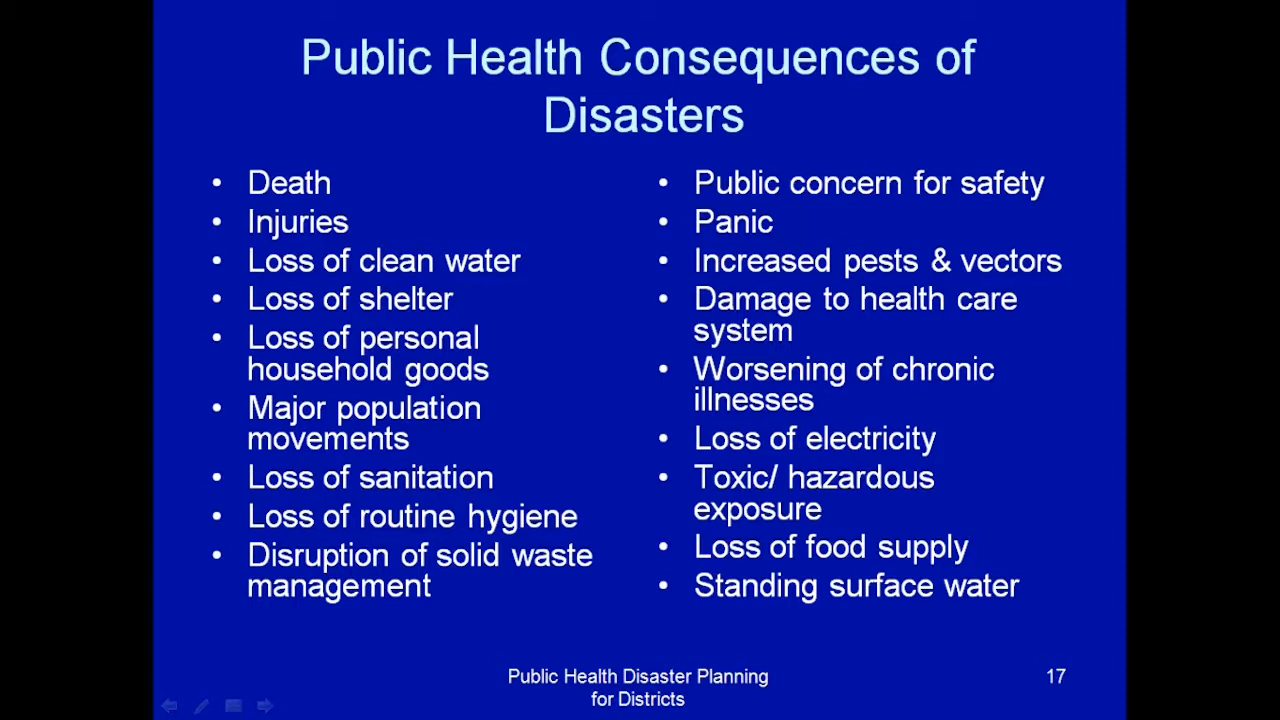 Public Health Consequences of
Disasters
• Death
• Injuries
• Loss of clean water
• Loss of shelter
• Loss of personal
household goods
• Major population
movements
• Loss of sanitation
• Loss of routine hygiene
• Disruption of solid waste
management
• Public concern for safety
• Panic
• Increased pests & vectors
• Damage to health care
system
• Worsening of chronic
illnesses
• Loss of electricity
• Toxic/ hazardous
exposure
• Loss of food supply
• Standing surface water
Public Health Disaster Planning
for Districts
17